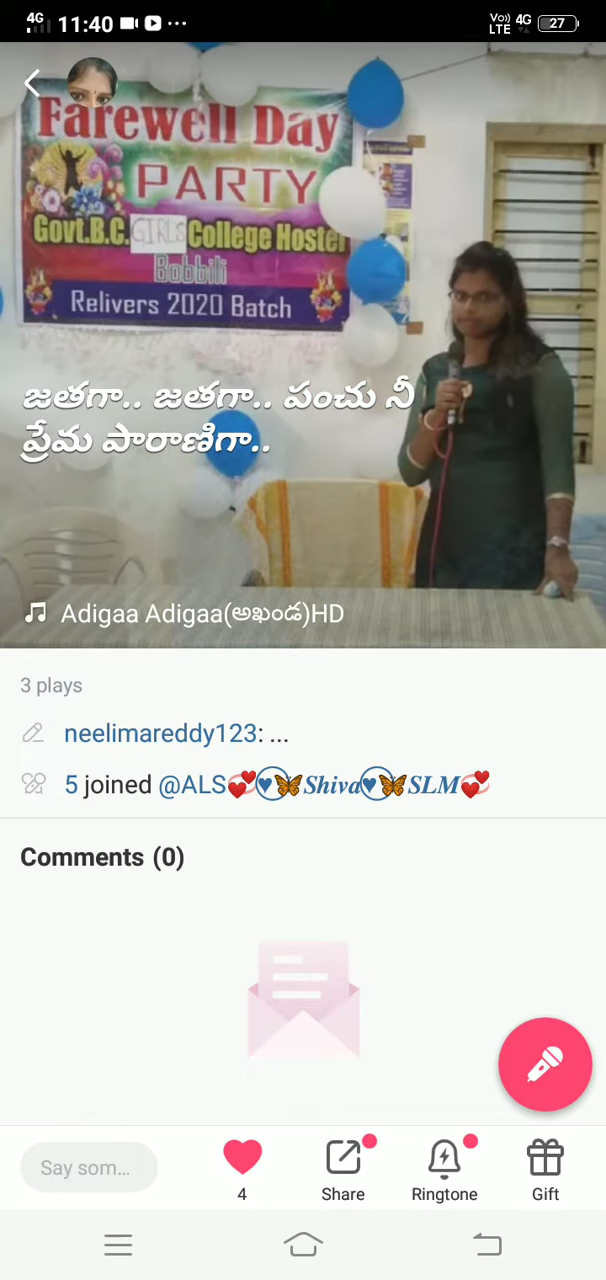 4G 11:40 Vo)) LTE 4G 27
Farewell Day
PARTY
Govt.B.C.GIRLS College Hostel
Bobbili
Relivers 2020 Batch
జతగా.. జతగా.. పంచు నీ
ప్రేమ పారాణిగా..
Adigaa Adigaa(అఖండ)HD
3 plays
neelimareddy123: ...
5 joined @ALS💞♥🦋Shiva♥🦋SLM💞
Comments (0)
Say som...
4
Share
Ringtone
Gift